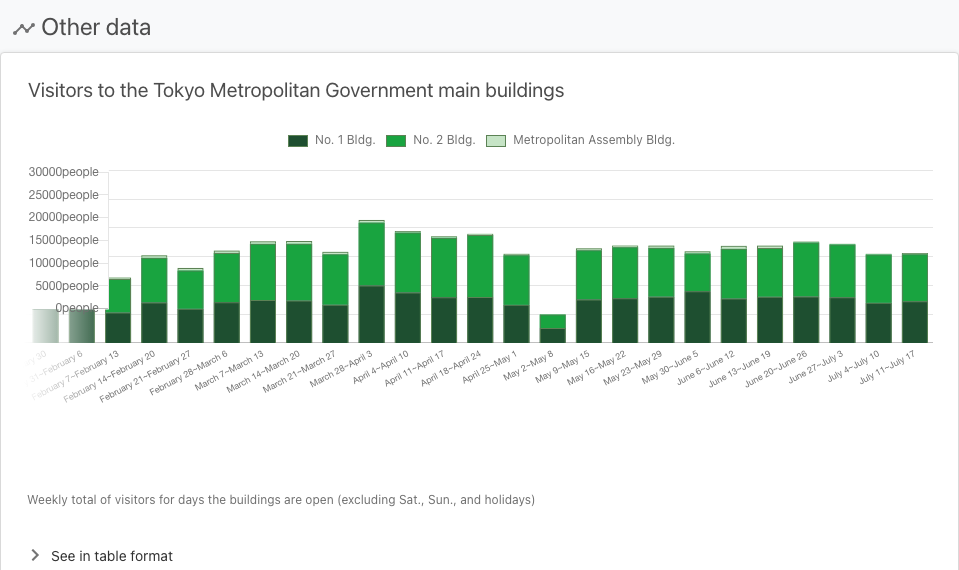 Other data
Visitors to the Tokyo Metropolitan Government main buildings
No. 1 Bldg. No. 2 Bldg. Metropolitan Assembly Bldg.
30000people
25000people
20000people
15000people
10000people
5000people
0people
30
31~February 6
February 7~February 13
February 14~February 20
February 21~February 27
February 28~March 6
March 7~March 13
March 14~March 20
March 21~March 27
March 28~April 3
April 4~April 10
April 11~April 17
April 18~April 24
April 25~May 1
May 2~May 8
May 9~May 15
May 16~May 22
May 23~May 29
May 30~June 5
June 6~June 12
June 13~June 19
June 20~June 26
June 27~July 3
July 4~July 10
July 11~July 17
Weekly total of visitors for days the buildings are open (excluding Sat., Sun., and holidays)
See in table format